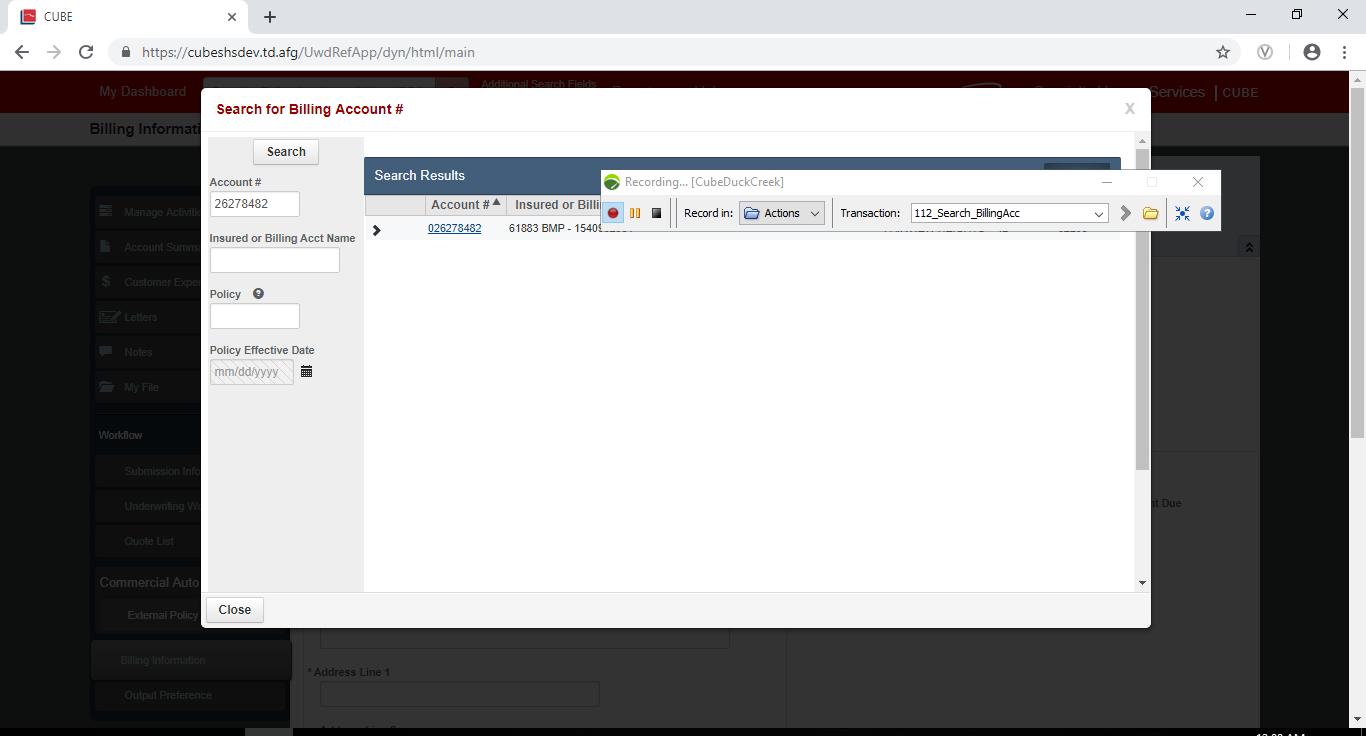 CUBE
https://cubeshsdev.td.afg/UwdRefApp/dyn/html/main
My Dashboard
Additional Search Fields
Services | CUBE
Billing Informati
Search for Billing Account #
X
Search
Account #
26278482
Insured or Billing Acct Name
Policy
Policy Effective Date
mm/dd/yyyy
Search Results
Account #
Insured or Billi
026278482
61883 BMP - 1540
Recording... [CubeDuckCreek]
Record in:
Actions
Transaction:
112_Search_BillingAcc
Manage Activitie
Account Summa
Customer Expe
Letters
Notes
My File
Workflow
Submission Info
Underwriting Wo
Quote List
Commercial Auto
External Policy
Billing Information
Output Preference
nt Due
Close
* Address Line 1